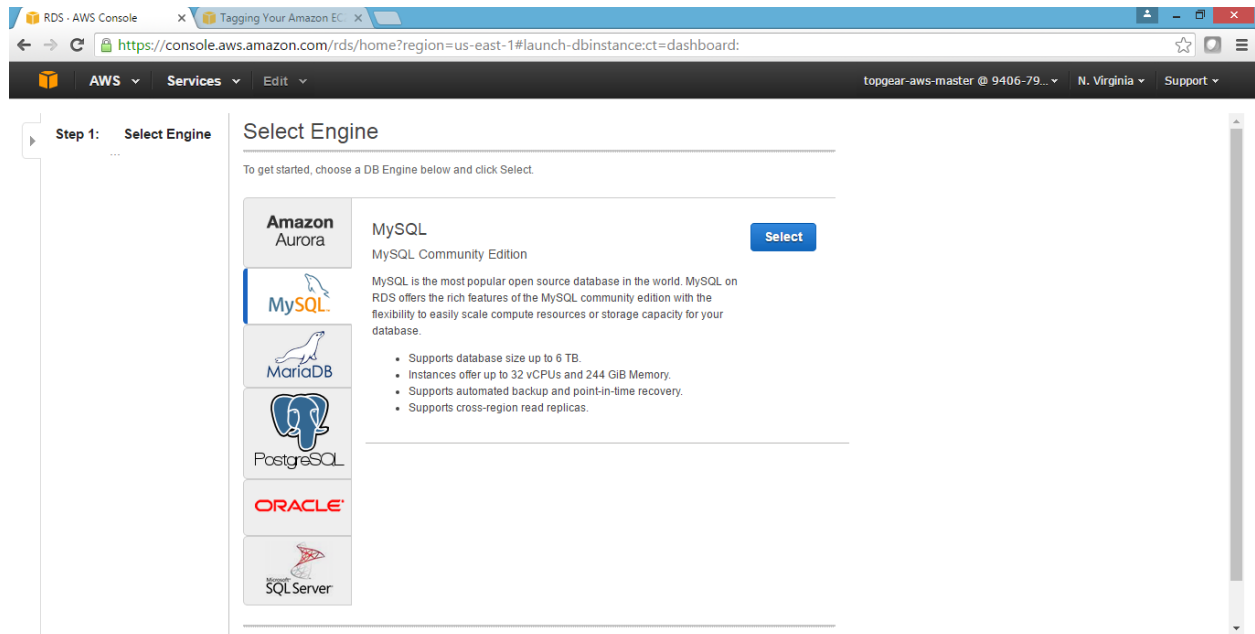 RDS · AWS Console
Tagging Your Amazon EC
https://console.aws.amazon.com/rds/home?region=us-east-1#launch-dbinstance:ct=dashboard:
AWS Services Edit topgear-aws-master @ 9406-79... N. Virginia Support
Step 1: Select Engine
...
Select Engine
To get started, choose a DB Engine below and click Select.
Amazon
Aurora
MySQL
MariaDB
PostgreSQL
ORACLE
Microsoft
SQL Server
MySQL
Select
MySQL Community Edition
MySQL is the most popular open source database in the world. MySQL on
RDS offers the rich features of the MySQL community edition with the
flexibility to easily scale compute resources or storage capacity for your
database.
• Supports database size up to 6 TB.
• Instances offer up to 32 vCPUs and 244 GiB Memory.
• Supports automated backup and point-in-time recovery.
• Supports cross-region read replicas.